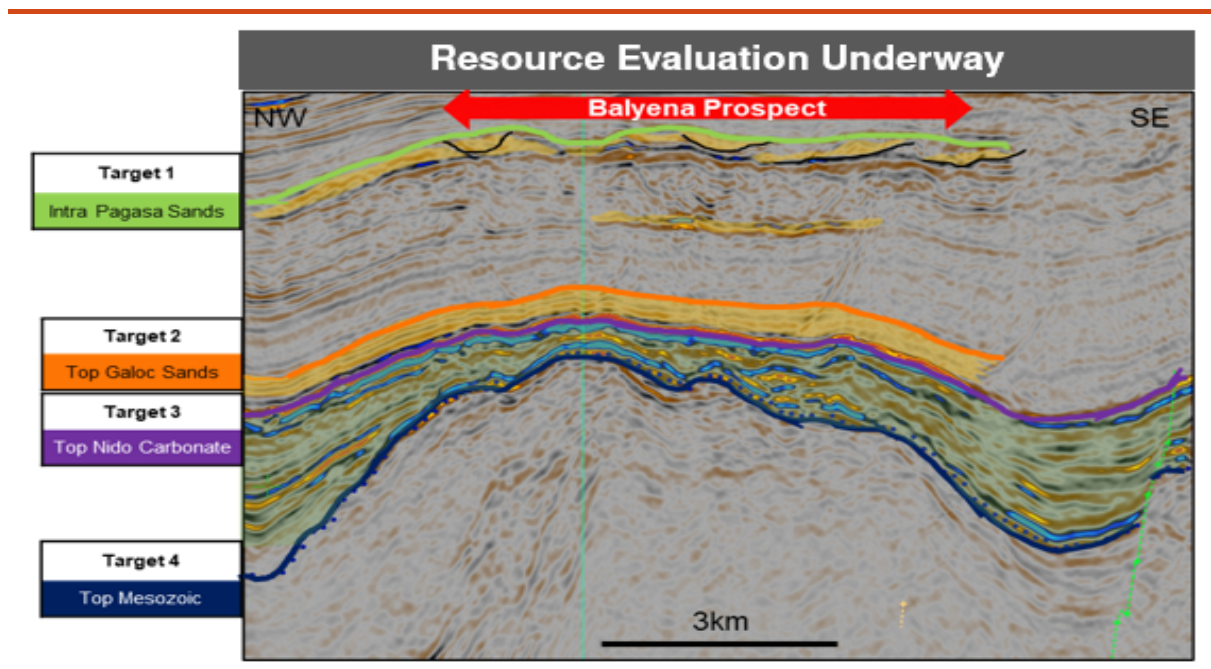 Resource Evaluation Underway
Balyena Prospect
NW
SE
Target 1
Intra Pagasa Sands
Target 2
Top Galoc Sands
Target 3
Top Nido Carbonate
Target 4
Top Mesozoic
3km